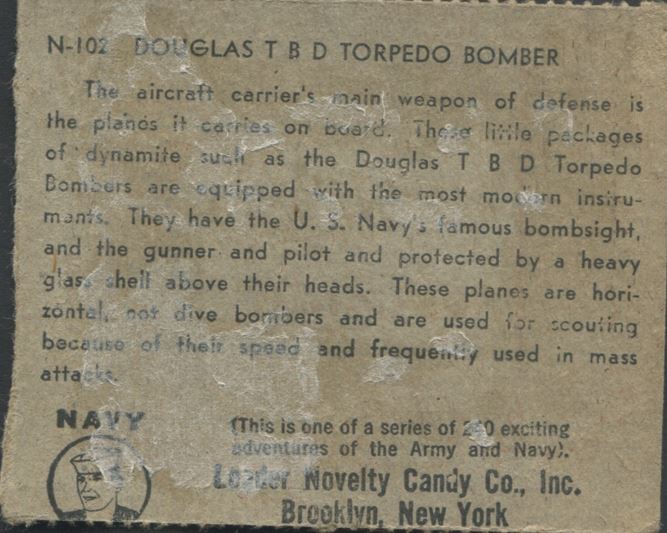 N-102 DOUGLAS T B D TORPEDO BOMBER
The aircraft carrier's main weapon of defense is
the planes it carries on board. These little packages
of dynamite such as the Douglas T B D Torpedo
Bombers are equipped with the most modern instru-
ments. They have the U. S. Navy's famous bombsight,
and the gunner and pilot and protected by a heavy
glass shell above their heads. These planes are hori-
zontal, not dive bombers and are used for scouting
because of their speed and frequently used in mass
attacks.
NAVY
(This is one of a series of 240 exciting
adventures of the Army and Navy).
Leader Novelty Candy Co., Inc.
Brooklyn, New York